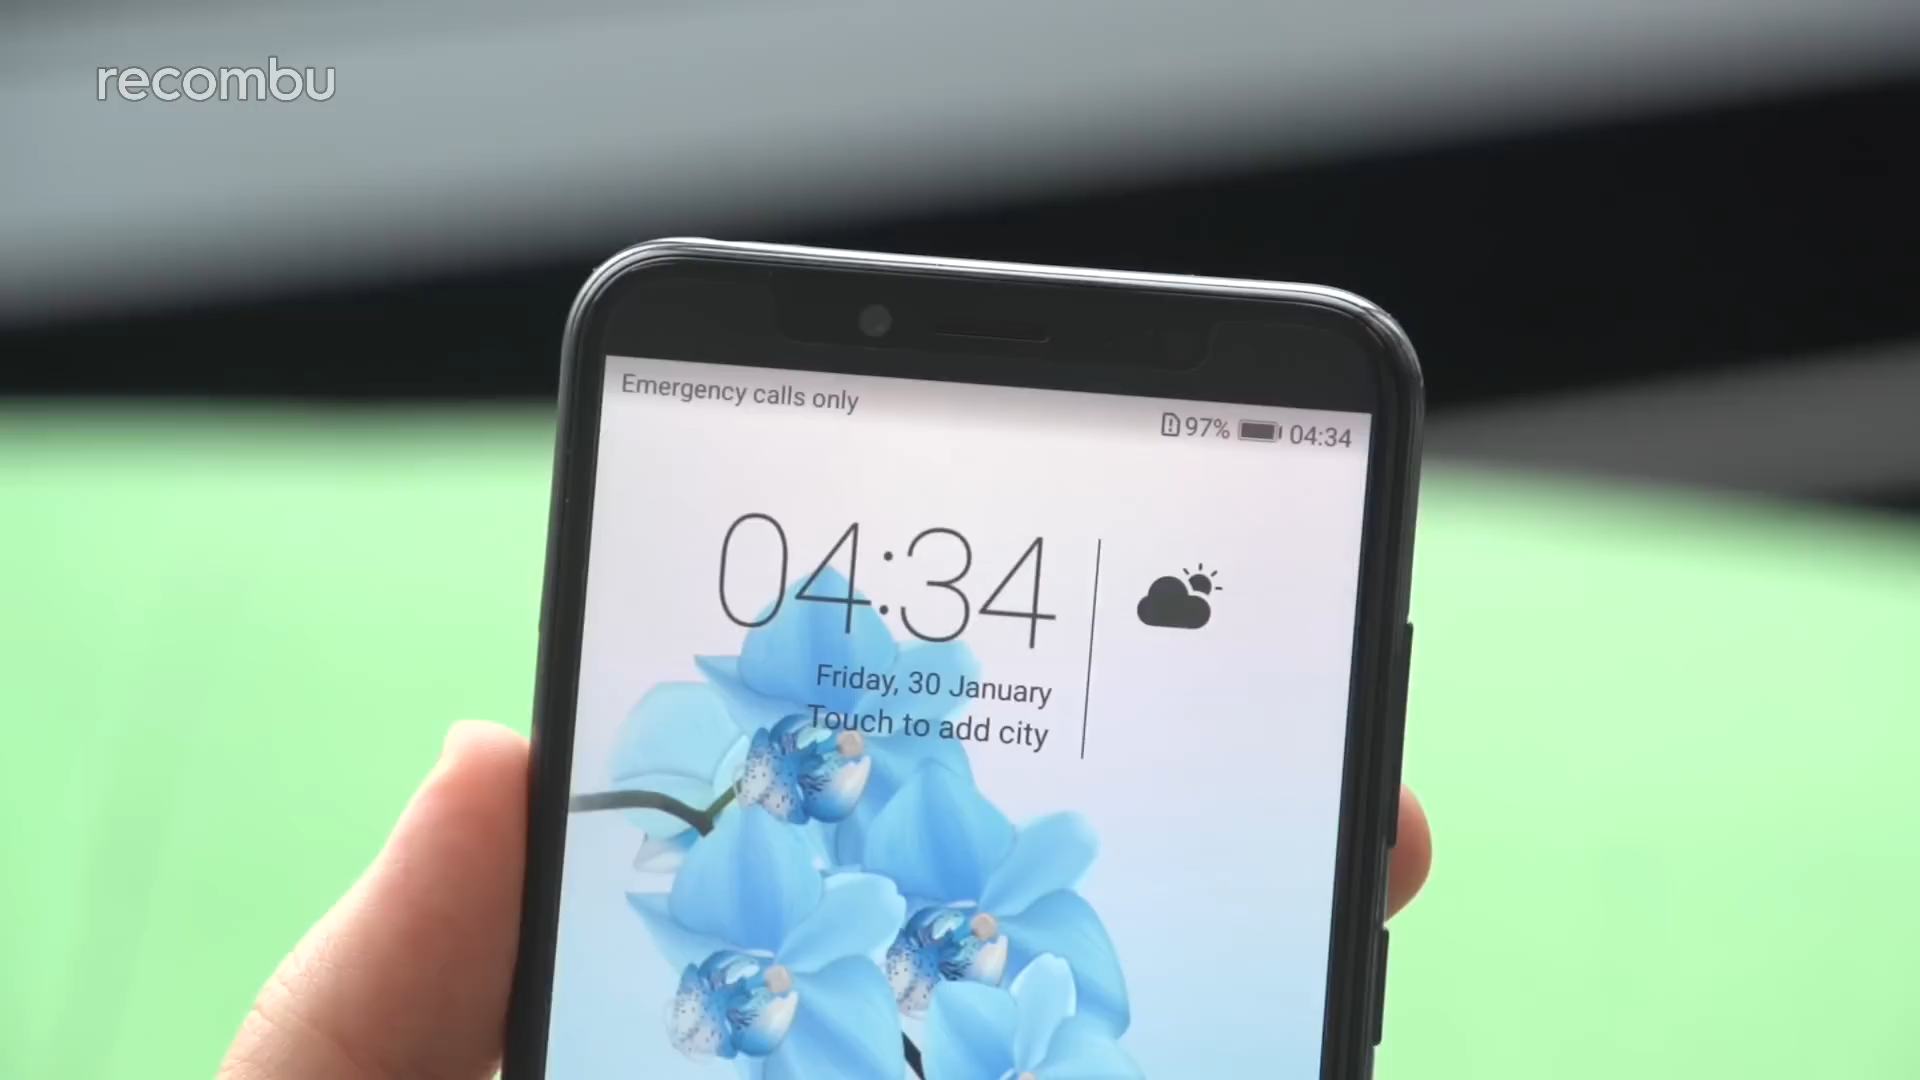 recombu
Emergency calls only
97% 04:34
04:34
Friday, 30 January
Touch to add city